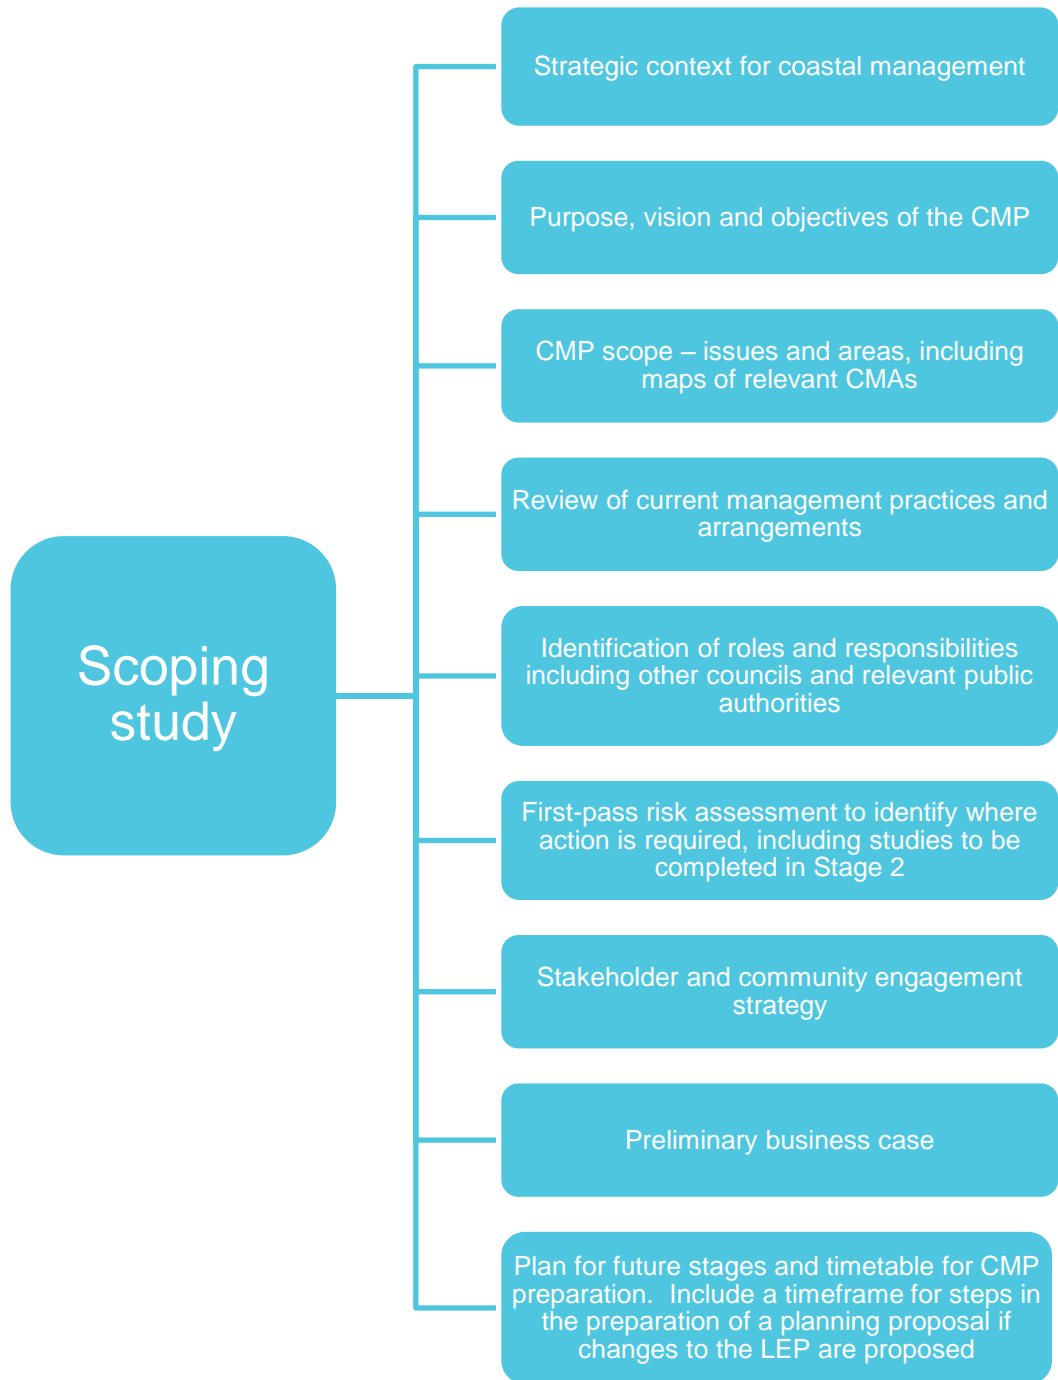 Scoping
study
Strategic context for coastal management
Purpose, vision and objectives of the CMP
CMP scope – issues and areas, including
maps of relevant CMAs
Review of current management practices and
arrangements
Identification of roles and responsibilities
including other councils and relevant public
authorities
First-pass risk assessment to identify where
action is required, including studies to be
completed in Stage 2
Stakeholder and community engagement
strategy
Preliminary business case
Plan for future stages and timetable for CMP
preparation.  Include a timeframe for steps in
the preparation of a planning proposal if
changes to the LEP are proposed